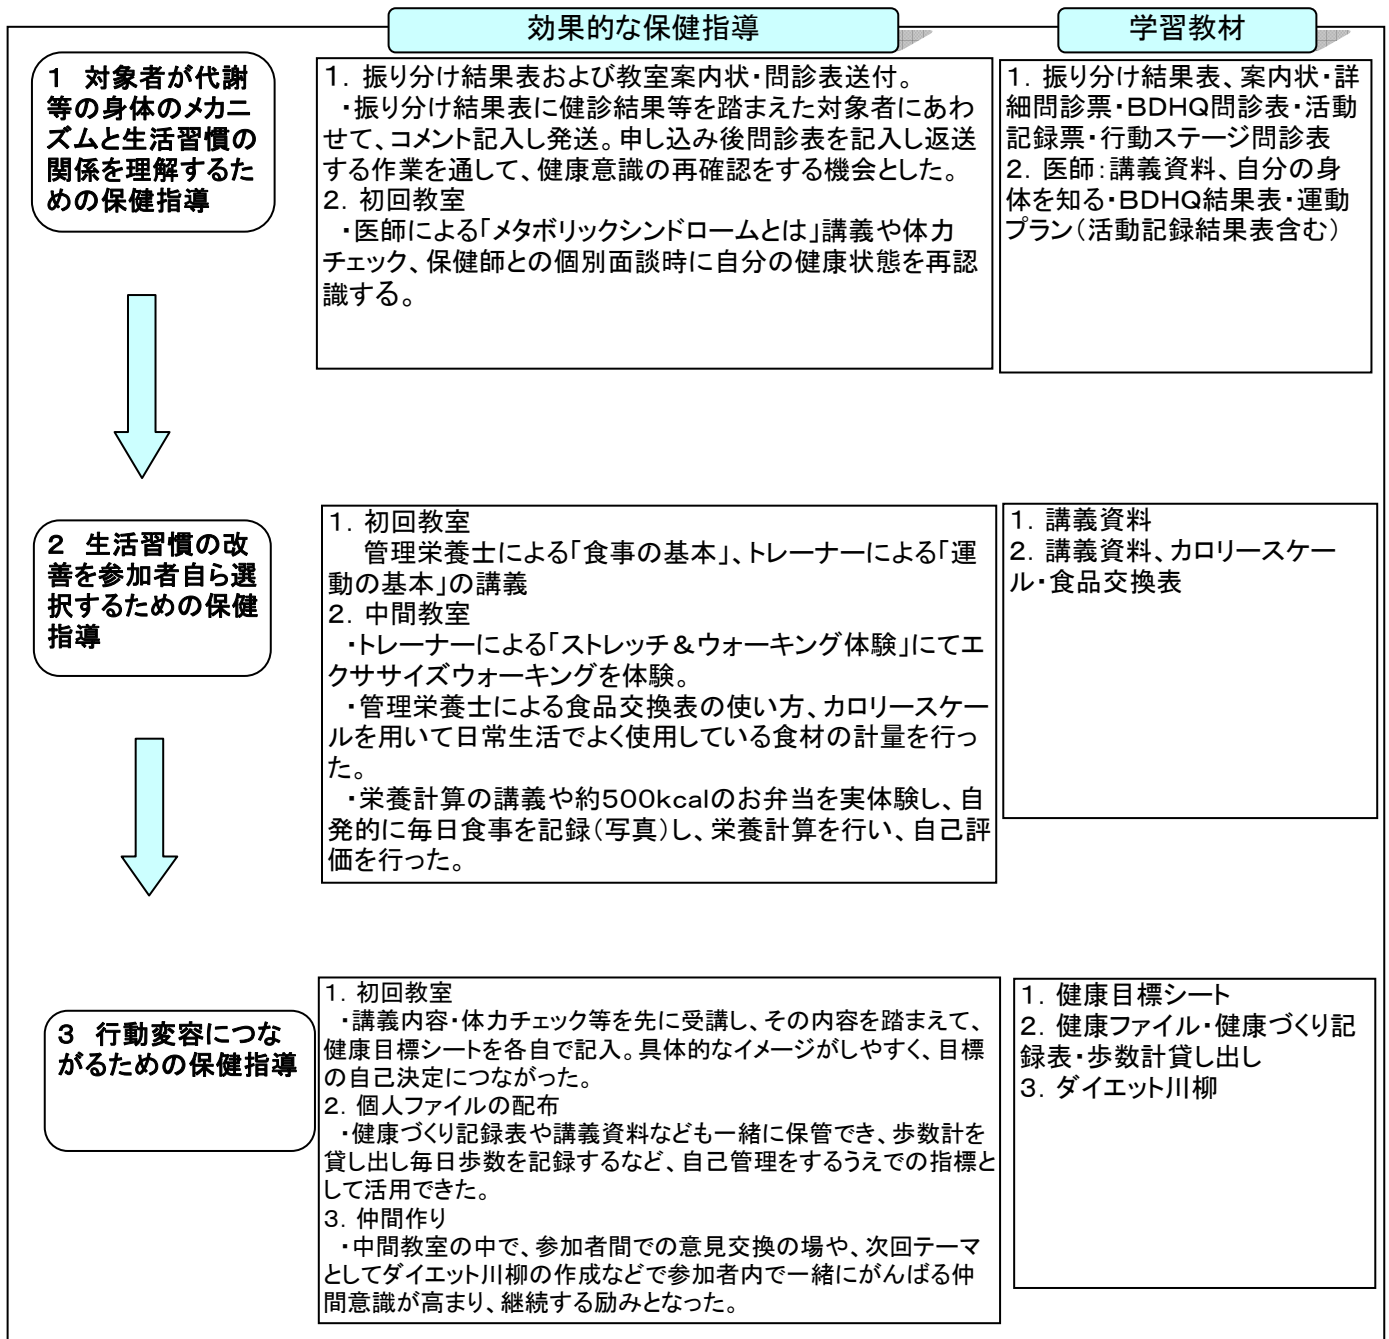 効果的な保健指導
学習教材
1 対象者が代謝
等の身体のメカニ
ズムと生活習慣の
関係を理解するた
めの保健指導
1. 振り分け結果表および教室案内状・問診表送付。
・振り分け結果表に健診結果等を踏まえた対象者にあわ
せて、コメント記入し発送。申し込み後問診表を記入し返送
する作業を通して、健康意識の再確認をする機会とした。
2. 初回教室
・医師による「メタボリックシンドロームとは」講義や体力
チェック、保健師との個別面談時に自分の健康状態を再認
識する。
1. 振り分け結果表、案内状・詳
細問診票・BDHQ問診表・活動
記録票・行動ステージ問診表
2. 医師:講義資料、自分の身
体を知る・BDHQ結果表・運動
プラン(活動記録結果表含む)
2 生活習慣の改
善を参加者自ら選
択するための保健
指導
1. 初回教室
管理栄養士による「食事の基本」、トレーナーによる「運
動の基本」の講義
2. 中間教室
・トレーナーによる「ストレッチ&ウォーキング体験」にてエ
クササイズウォーキングを体験。
・管理栄養士による食品交換表の使い方、カロリースケー
ルを用いて日常生活でよく使用している食材の計量を行っ
た。
・栄養計算の講義や約500kcalのお弁当を実体験し、自
発的に毎日食事を記録(写真)し、栄養計算を行い、自己評
価を行った。
1. 講義資料
2. 講義資料、カロリースケー
ル・食品交換表
3 行動変容につな
がるための保健指導
1. 初回教室
・講義内容・体力チェック等を先に受講し、その内容を踏まえて、
健康目標シートを各自で記入。具体的なイメージがしやすく、目標
の自己決定につながった。
2. 個人ファイルの配布
・健康づくり記録表や講義資料なども一緒に保管でき、歩数計を
貸し出し毎日歩数を記録するなど、自己管理をするうえでの指標と
して活用できた。
3. 仲間作り
・中間教室の中で、参加者間での意見交換の場や、次回テーマ
としてダイエット川柳の作成などで参加者内で一緒にがんばる仲
間意識が高まり、継続する励みとなった。
1. 健康目標シート
2. 健康ファイル・健康づくり記
録表・歩数計貸し出し
3. ダイエット川柳